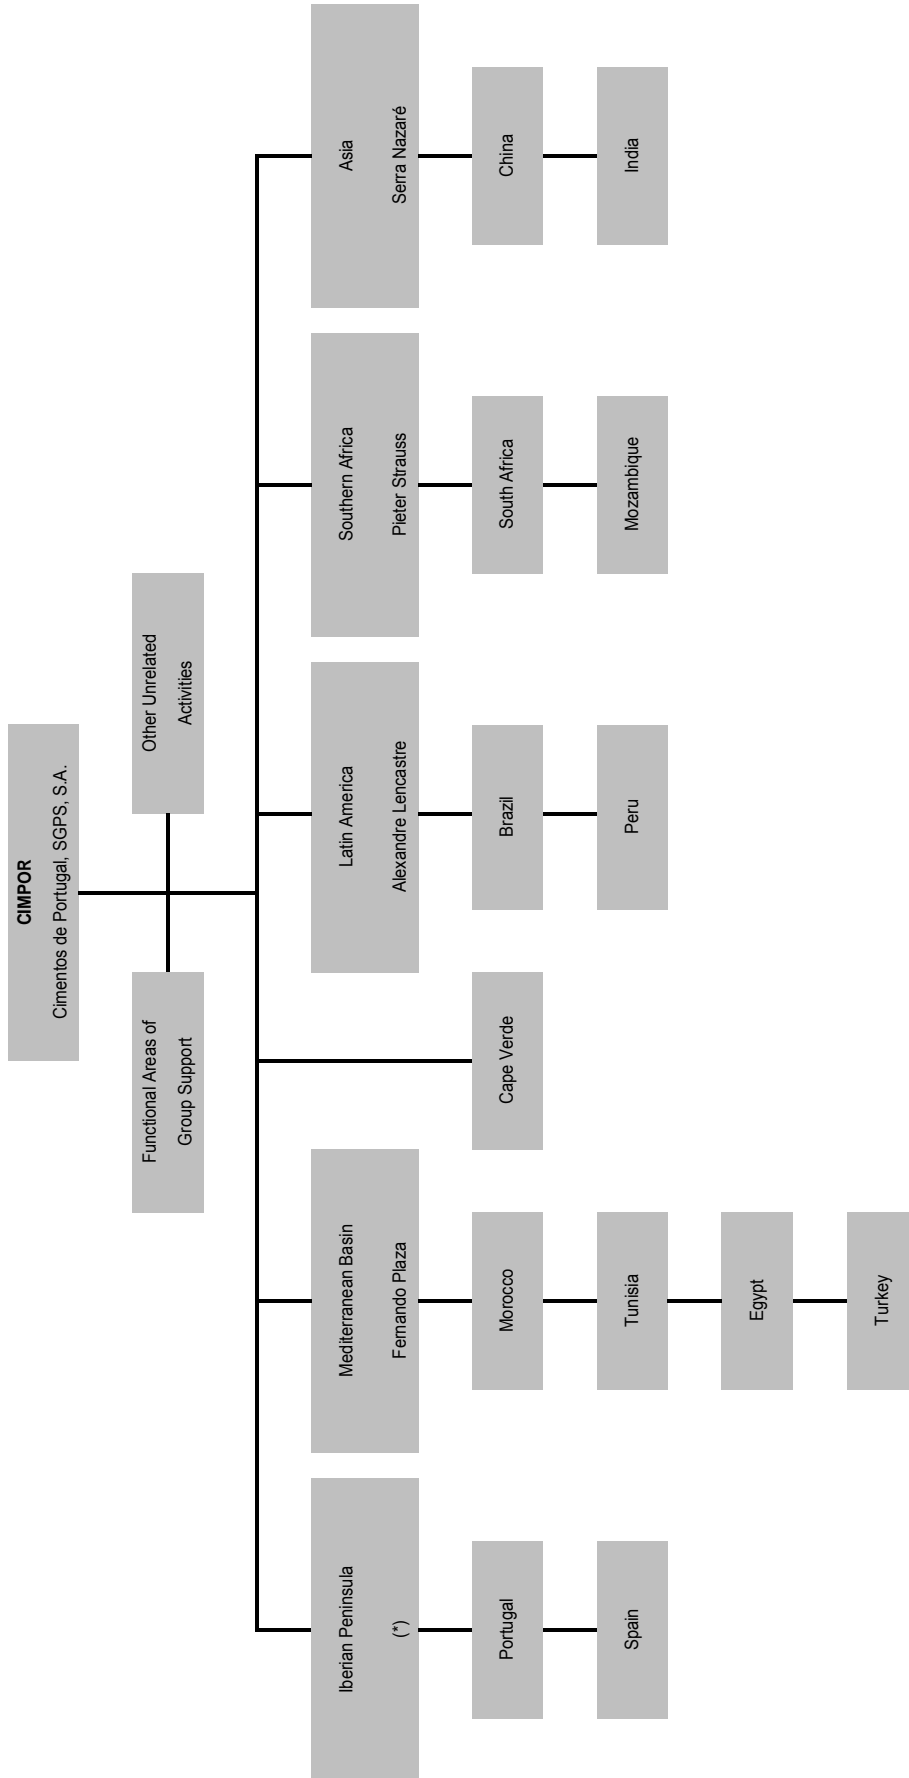 CIMPOR
Cimentos de Portugal, SGPS, S.A.
Functional Areas of
Group Support
Other Unrelated
Activities
Iberian Peninsula
(*)
Portugal
Spain
Mediterranean Basin
Fernando Plaza
Morocco
Tunisia
Egypt
Turkey
Cape Verde
Latin America
Alexandre Lencastre
Brazil
Peru
Southern Africa
Pieter Strauss
South Africa
Mozambique
Asia
Serra Nazaré
China
India